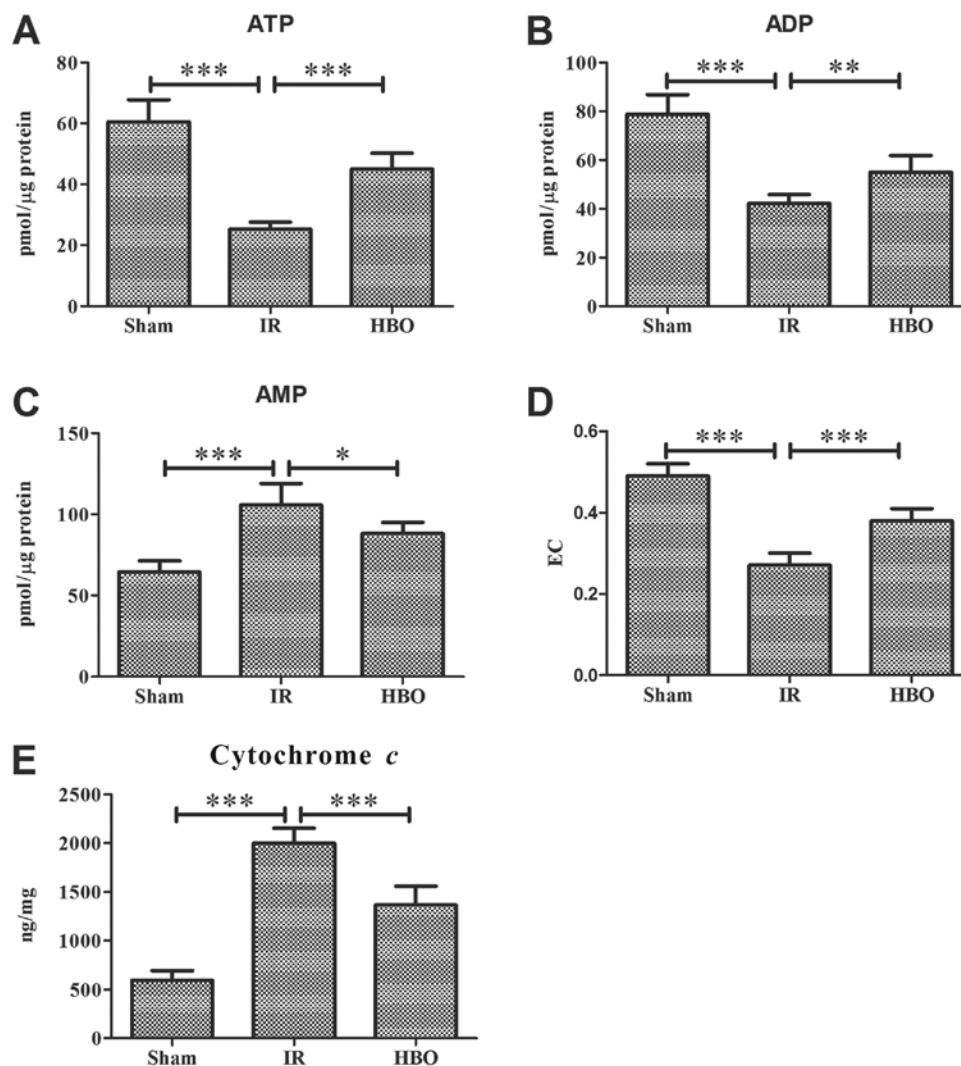 A
ATP
pmol/µg protein
80
60
40
20
0
***
***
Sham
IR
HBO
B
ADP
pmol/µg protein
100
80
60
40
20
0
***
**
Sham
IR
HBO
C
AMP
pmol/µg protein
150
100
50
0
***
*
Sham
IR
HBO
D
EC
0.6
0.4
0.2
0.0
***
***
Sham
IR
HBO
E
Cytochrome c
ng/mg
2500
2000
1500
1000
500
0
***
***
Sham
IR
HBO